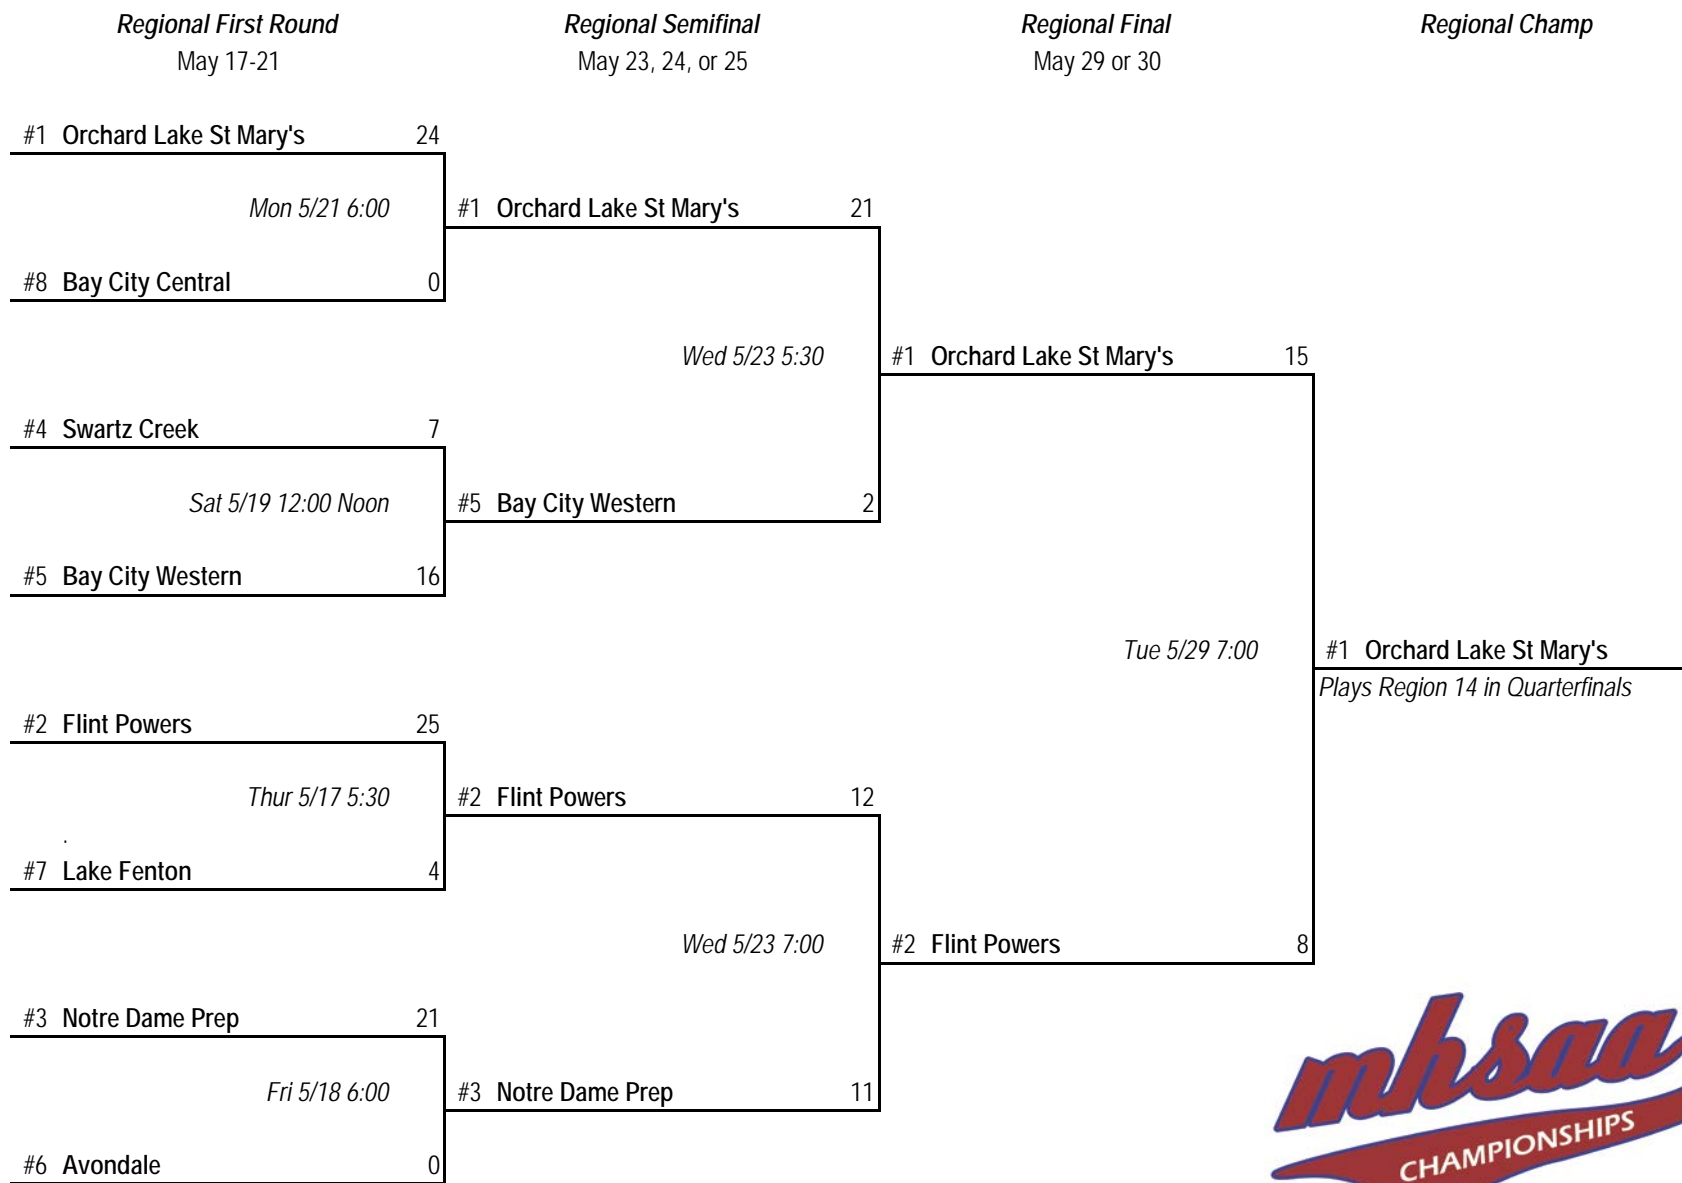 Regional First Round Regional Semifinal Regional Final Regional Champ
May 17-21 May 23, 24, or 25 May 29 or 30
#1 Orchard Lake St Mary's 24
Mon 5/21 6:00 #1 Orchard Lake St Mary's 21
#8 Bay City Central 0
Wed 5/23 5:30 #1 Orchard Lake St Mary's 15
#4 Swartz Creek 7
Sat 5/19 12:00 Noon #5 Bay City Western 2
#5 Bay City Western 16
Tue 5/29 7:00 #1 Orchard Lake St Mary's
Plays Region 14 in Quarterfinals
#2 Flint Powers 25
Thur 5/17 5:30 #2 Flint Powers 12
.
#7 Lake Fenton 4
Wed 5/23 7:00 #2 Flint Powers 8
#3 Notre Dame Prep 21
Fri 5/18 6:00 #3 Notre Dame Prep 11
#6 Avondale 0
mhsaa
CHAMPIONSHIPS